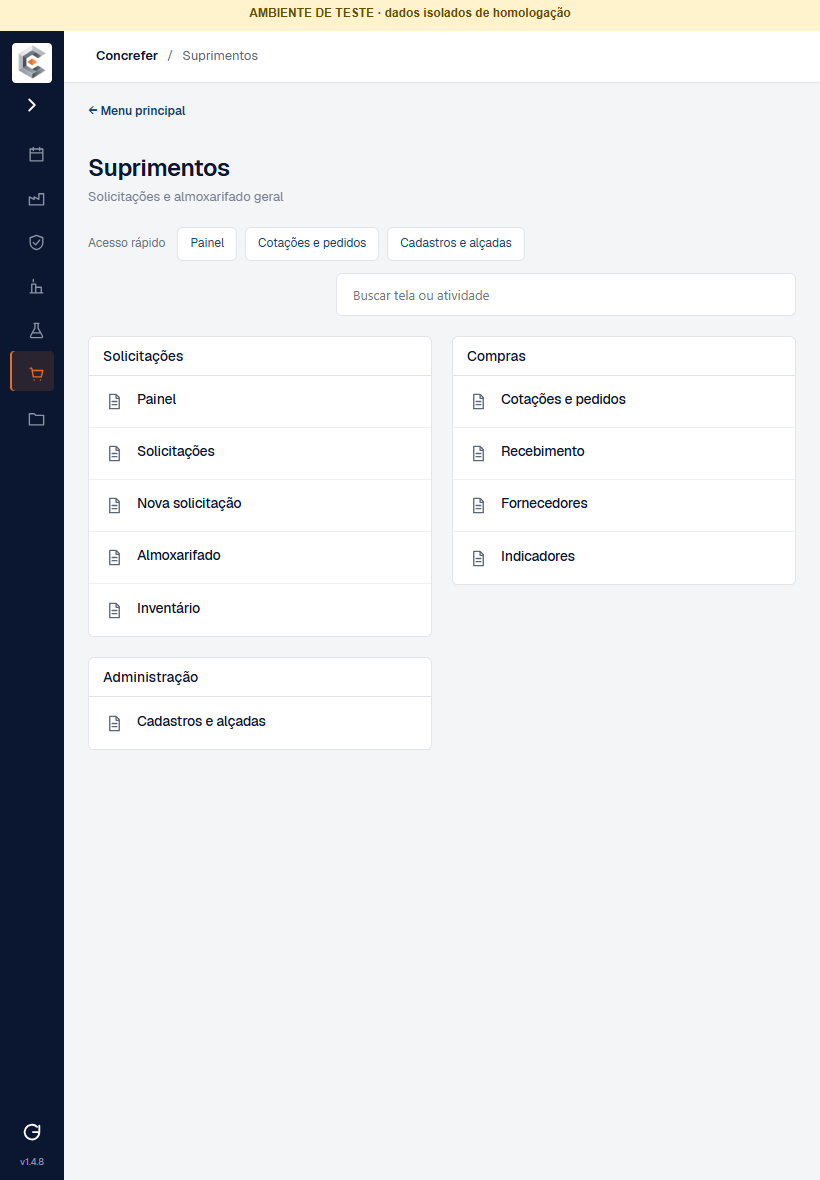 AMBIENTE DE TESTE · dados isolados de homologação
Concrefer / Suprimentos
← Menu principal
Suprimentos
Solicitações e almoxarifado geral
Acesso rápido Painel Cotações e pedidos Cadastros e alçadas
Buscar tela ou atividade
Solicitações
Painel
Solicitações
Nova solicitação
Almoxarifado
Inventário
Compras
Cotações e pedidos
Recebimento
Fornecedores
Indicadores
Administração
Cadastros e alçadas
v1.4.8